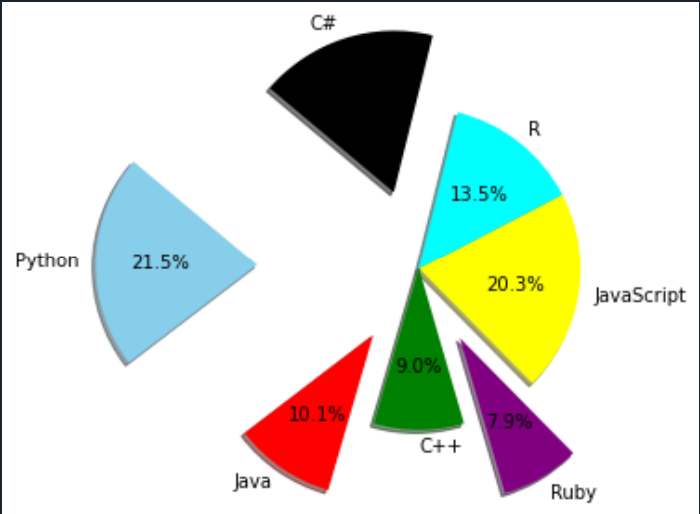 C#
R
13.5%
Python
21.5%
20.3%
JavaScript
9.0%
10.1%
7.9%
C++
Java
Ruby